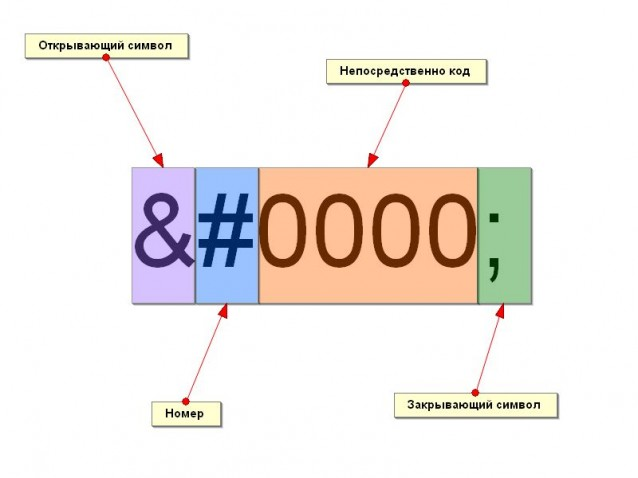 Открывающий символ
Непосредственно код
&#0000;
Номер
Закрывающий символ